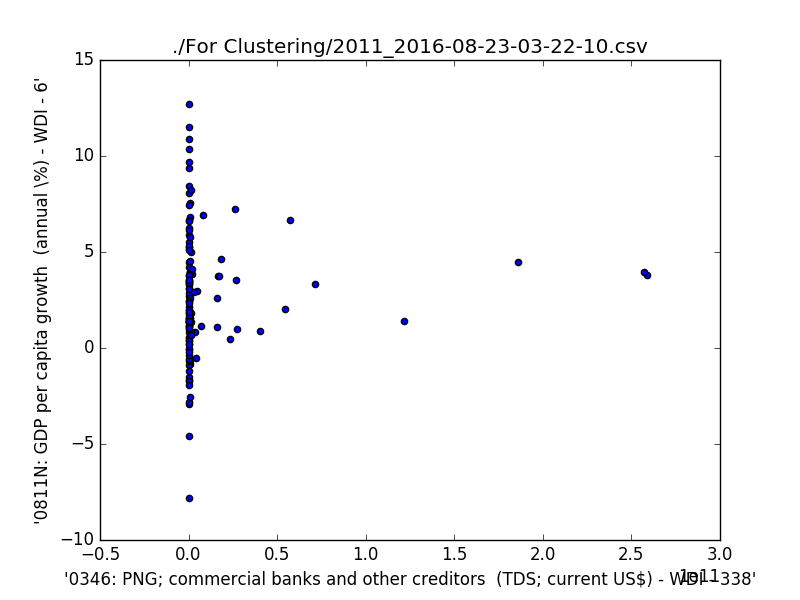 ./For Clustering/2011_2016-08-23-03-22-10.csv
15
10
5
0
−5
−10
'0811N: GDP per capita growth  (annual \%) - WDI - 6'
−0.5 0.0 0.5 1.0 1.5 2.0 2.5 3.0
1e11
'0346: PNG; commercial banks and other creditors  (TDS; current US$) - WDI - 338'